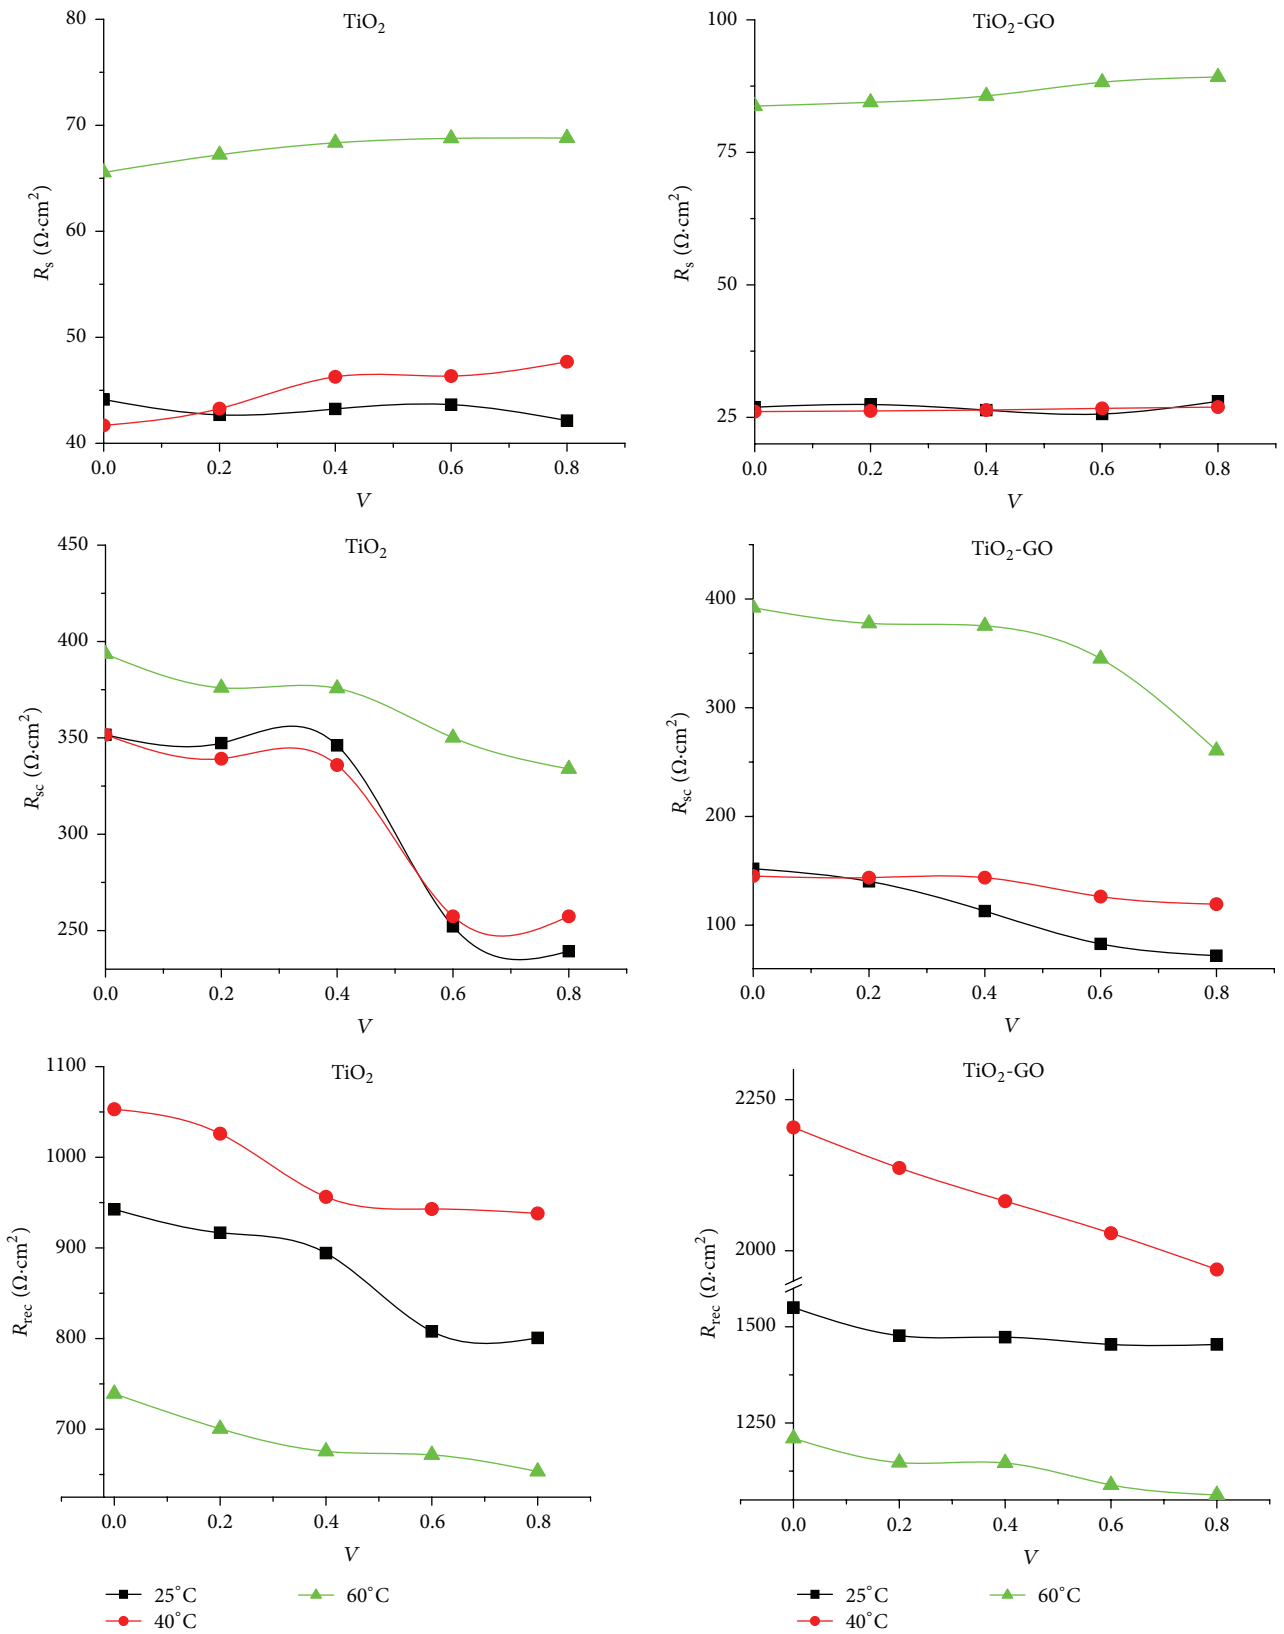 TiO₂
80
70
60
50
40
Rₛ (Ω·cm²)
0.0 0.2 0.4 0.6 0.8
V
TiO₂-GO
100
75
50
25
Rₛ (Ω·cm²)
0.0 0.2 0.4 0.6 0.8
V
TiO₂
450
400
350
300
250
R_sc (Ω·cm²)
0.0 0.2 0.4 0.6 0.8
V
TiO₂-GO
400
300
200
100
R_sc (Ω·cm²)
0.0 0.2 0.4 0.6 0.8
V
TiO₂
1100
1000
900
800
700
R_rec (Ω·cm²)
0.0 0.2 0.4 0.6 0.8
V
25°C
40°C
60°C
TiO₂-GO
2250
2000
1500
1250
R_rec (Ω·cm²)
0.0 0.2 0.4 0.6 0.8
V
25°C
40°C
60°C